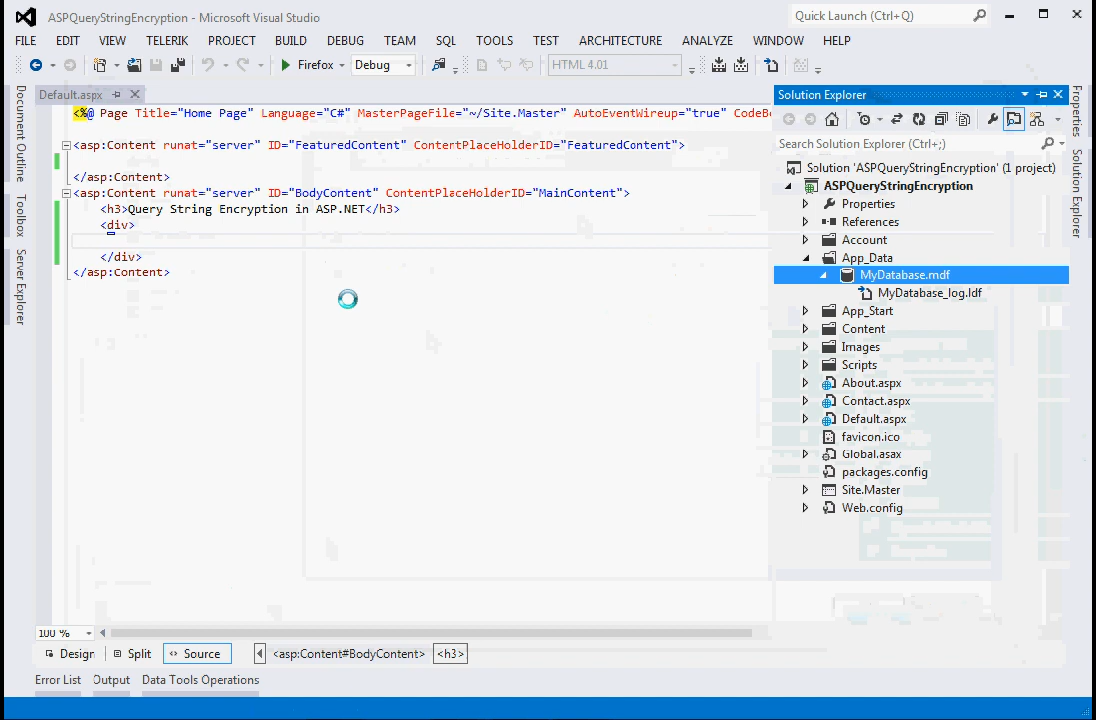 ASPQueryStringEncryption - Microsoft Visual Studio
Quick Launch (Ctrl+Q)
FILE EDIT VIEW TELERIK PROJECT BUILD DEBUG TEAM SQL TOOLS TEST ARCHITECTURE ANALYZE WINDOW HELP
Firefox Debug HTML 4.01
Document Outline
Toolbox
Server Explorer
Default.aspx
<%@ Page Title="Home Page" Language="C#" MasterPageFile="~/Site.Master" AutoEventWireup="true" CodeBe
<asp:Content runat="server" ID="FeaturedContent" ContentPlaceHolderID="FeaturedContent">
</asp:Content>
<asp:Content runat="server" ID="BodyContent" ContentPlaceHolderID="MainContent">
<h3>Query String Encryption in ASP.NET</h3>
<div>
</div>
</asp:Content>
100 %
Design Split Source <asp:Content#BodyContent> <h3>
Error List Output Data Tools Operations
Solution Explorer
Search Solution Explorer (Ctrl+;)
Solution 'ASPQueryStringEncryption' (1 project)
ASPQueryStringEncryption
Properties
References
Account
App_Data
MyDatabase.mdf
MyDatabase_log.ldf
App_Start
Content
Images
Scripts
About.aspx
Contact.aspx
Default.aspx
favicon.ico
Global.asax
packages.config
Site.Master
Web.config
Properties
Solution Explorer